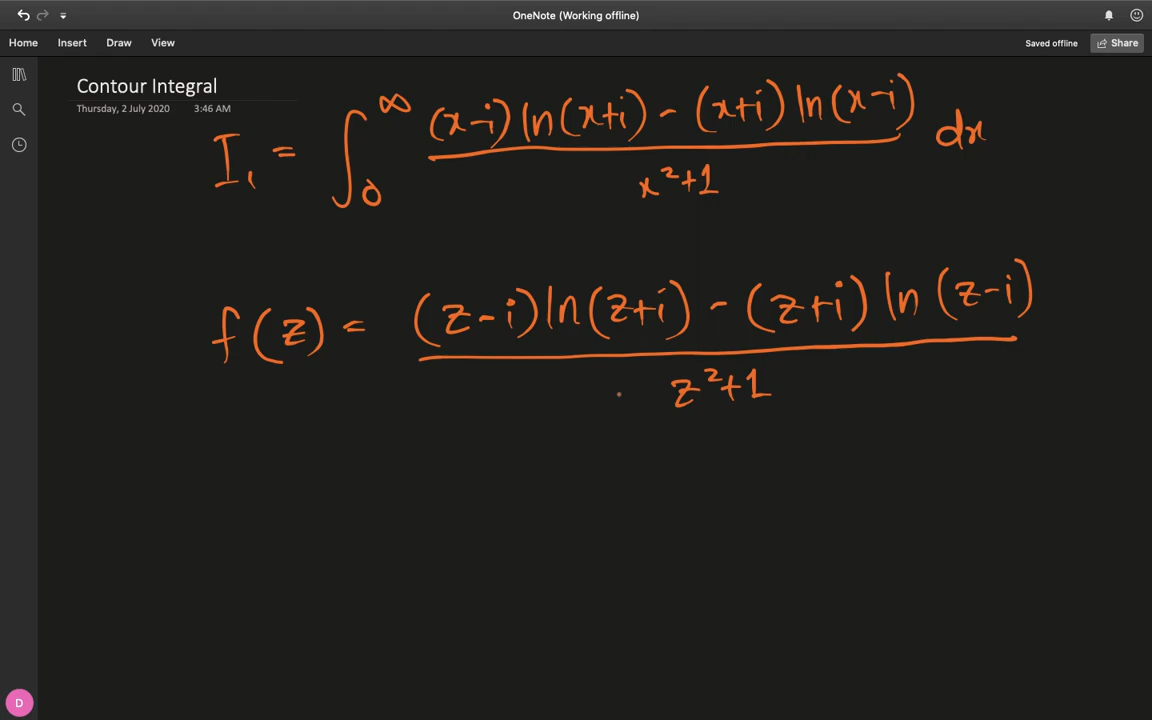 OneNote (Working offline)
Home Insert Draw View Saved offline Share
Contour Integral
Thursday, 2 July 2020 3:46 AM
I₁ = ∫₀^∞ ((x-i) ln(x+i) - (x+i) ln(x-i)) / (x²+1) dx
f(z) = ((z-i) ln(z+i) - (z+i) ln(z-i)) / (z²+1)
D